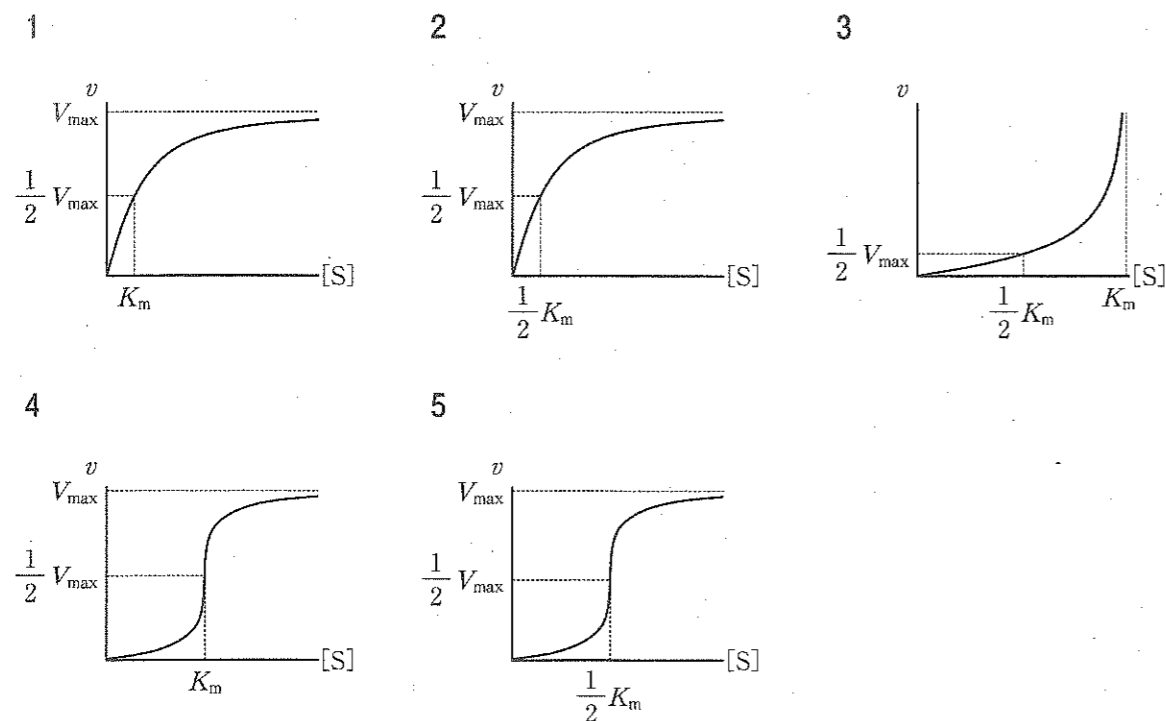 1
v
V_max
1/2 V_max
[S]
K_m
2
v
V_max
1/2 V_max
[S]
1/2 K_m
3
v
1/2 V_max
[S]
1/2 K_m
K_m
4
v
V_max
1/2 V_max
[S]
K_m
5
v
V_max
1/2 V_max
[S]
1/2 K_m